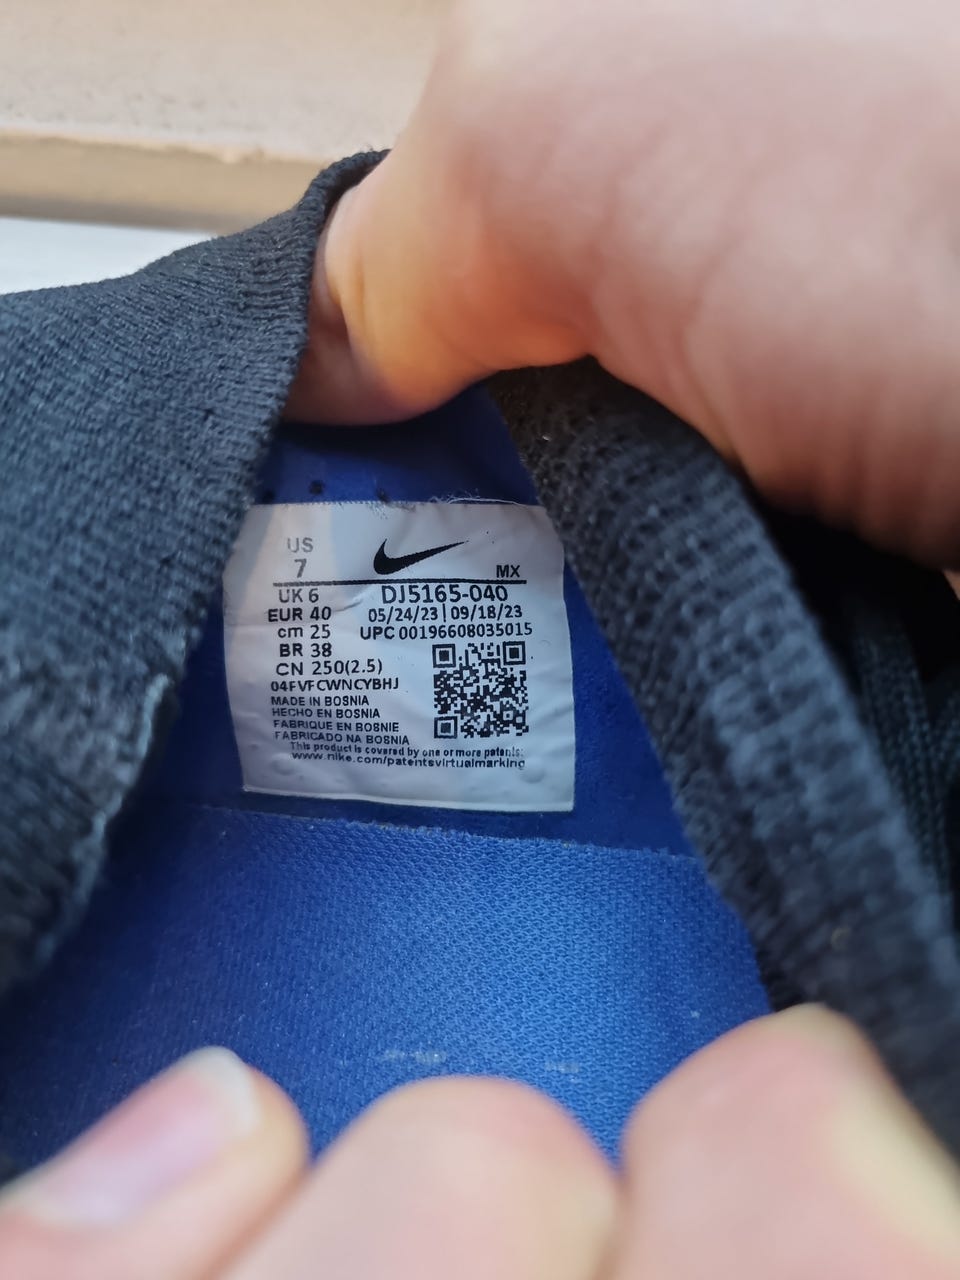 US
7
MX
UK 6 DJ5165-040
EUR 40 05/24/23 | 09/18/23
cm 25 UPC 00196608035015
BR 38
CN 250(2.5)
04FVFCWNCYBHJ
MADE IN BOSNIA
HECHO EN BOSNIA
FABRIQUE EN BOSNIE
FABRICADO NA BOSNIA
This product is covered by one or more patents:
www.nike.com/patentsvirtualmarking